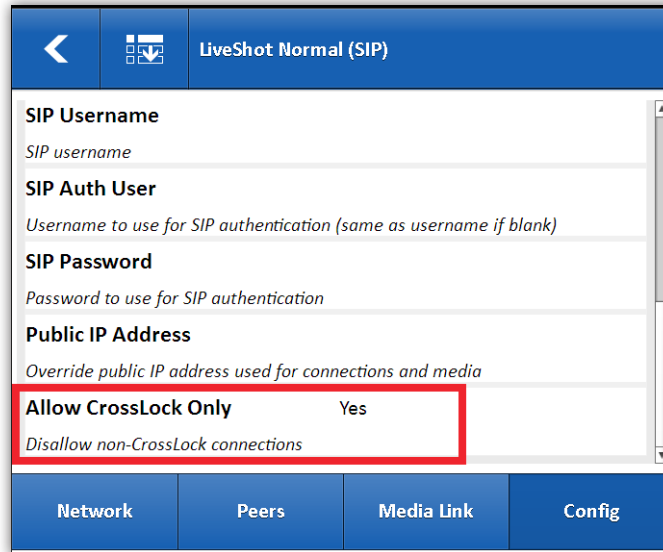 LiveShot Normal (SIP)
SIP Username
SIP username
SIP Auth User
Username to use for SIP authentication (same as username if blank)
SIP Password
Password to use for SIP authentication
Public IP Address
Override public IP address used for connections and media
Allow CrossLock Only Yes
Disallow non-CrossLock connections
Network Peers Media Link Config